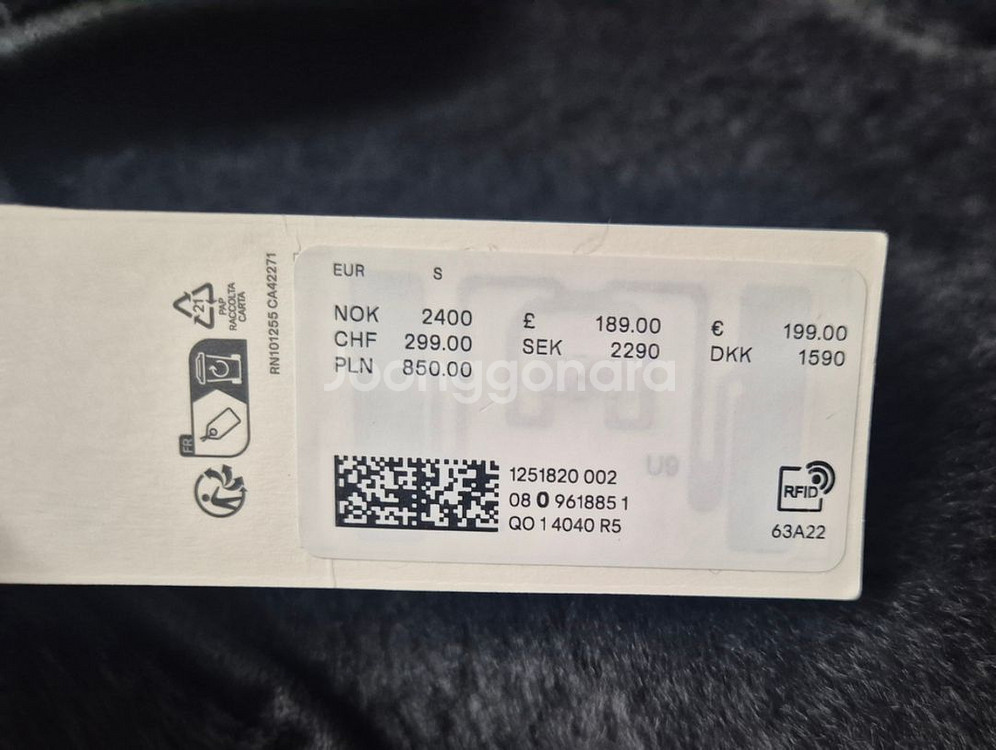 EUR S
NOK 2400 £ 189.00 € 199.00
CHF 299.00 SEK 2290 DKK 1590
PLN 850.00
Joonggonara
U9
1251820 002
08 0 961885 1
QO 1 4040 R5
RFID
63A22
RN101255 CA42271
21
PAP
RACCOLTA
CARTA
FR